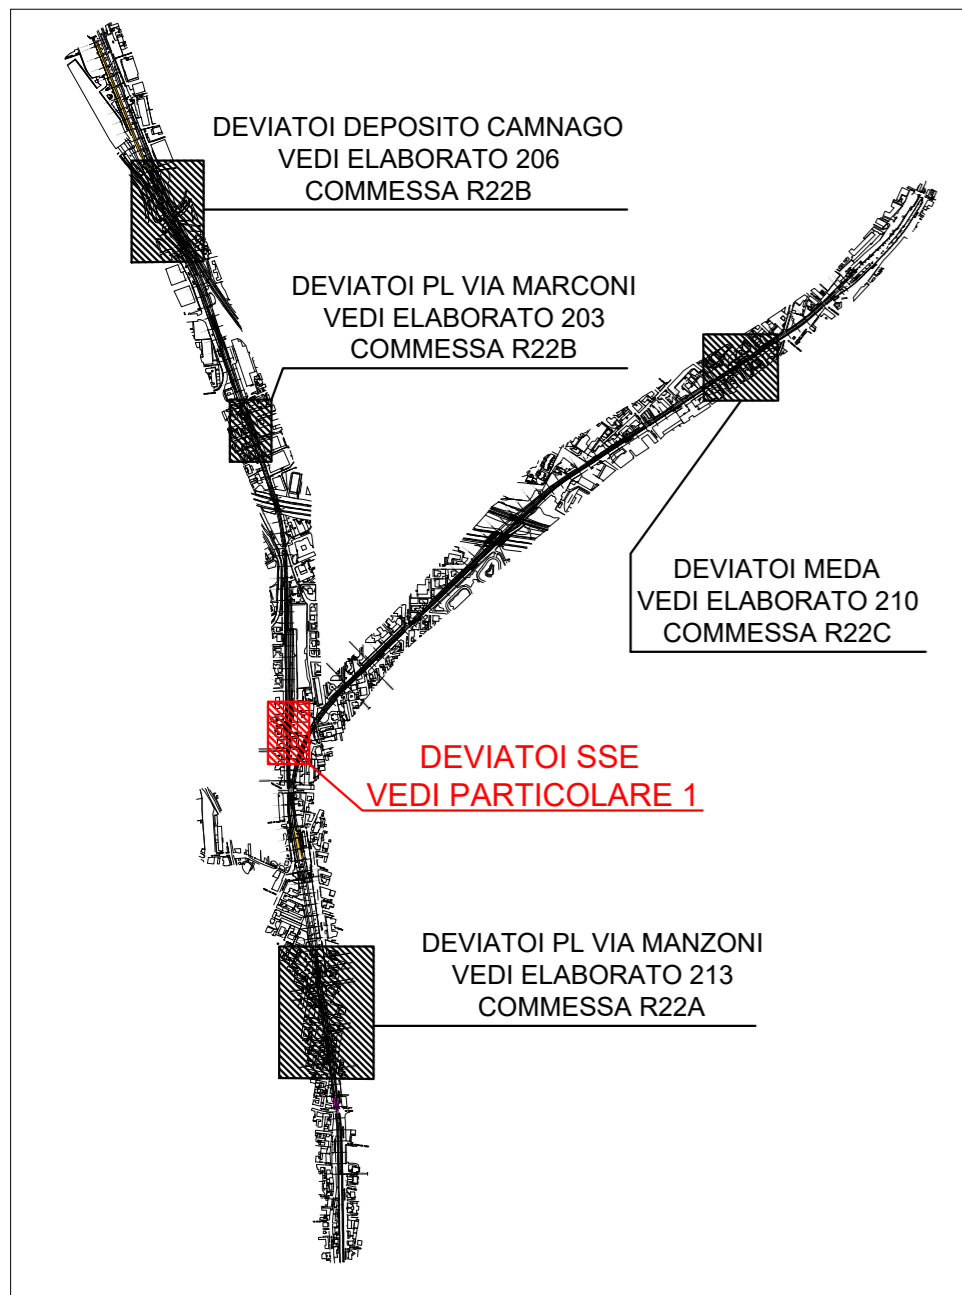 DEVIATOI DEPOSITO CAMNAGO
VEDI ELABORATO 206
COMMESSA R22B
DEVIATOI PL VIA MARCONI
VEDI ELABORATO 203
COMMESSA R22B
DEVIATOI MEDA
VEDI ELABORATO 210
COMMESSA R22C
DEVIATOI SSE
VEDI PARTICOLARE 1
DEVIATOI PL VIA MANZONI
VEDI ELABORATO 213
COMMESSA R22A